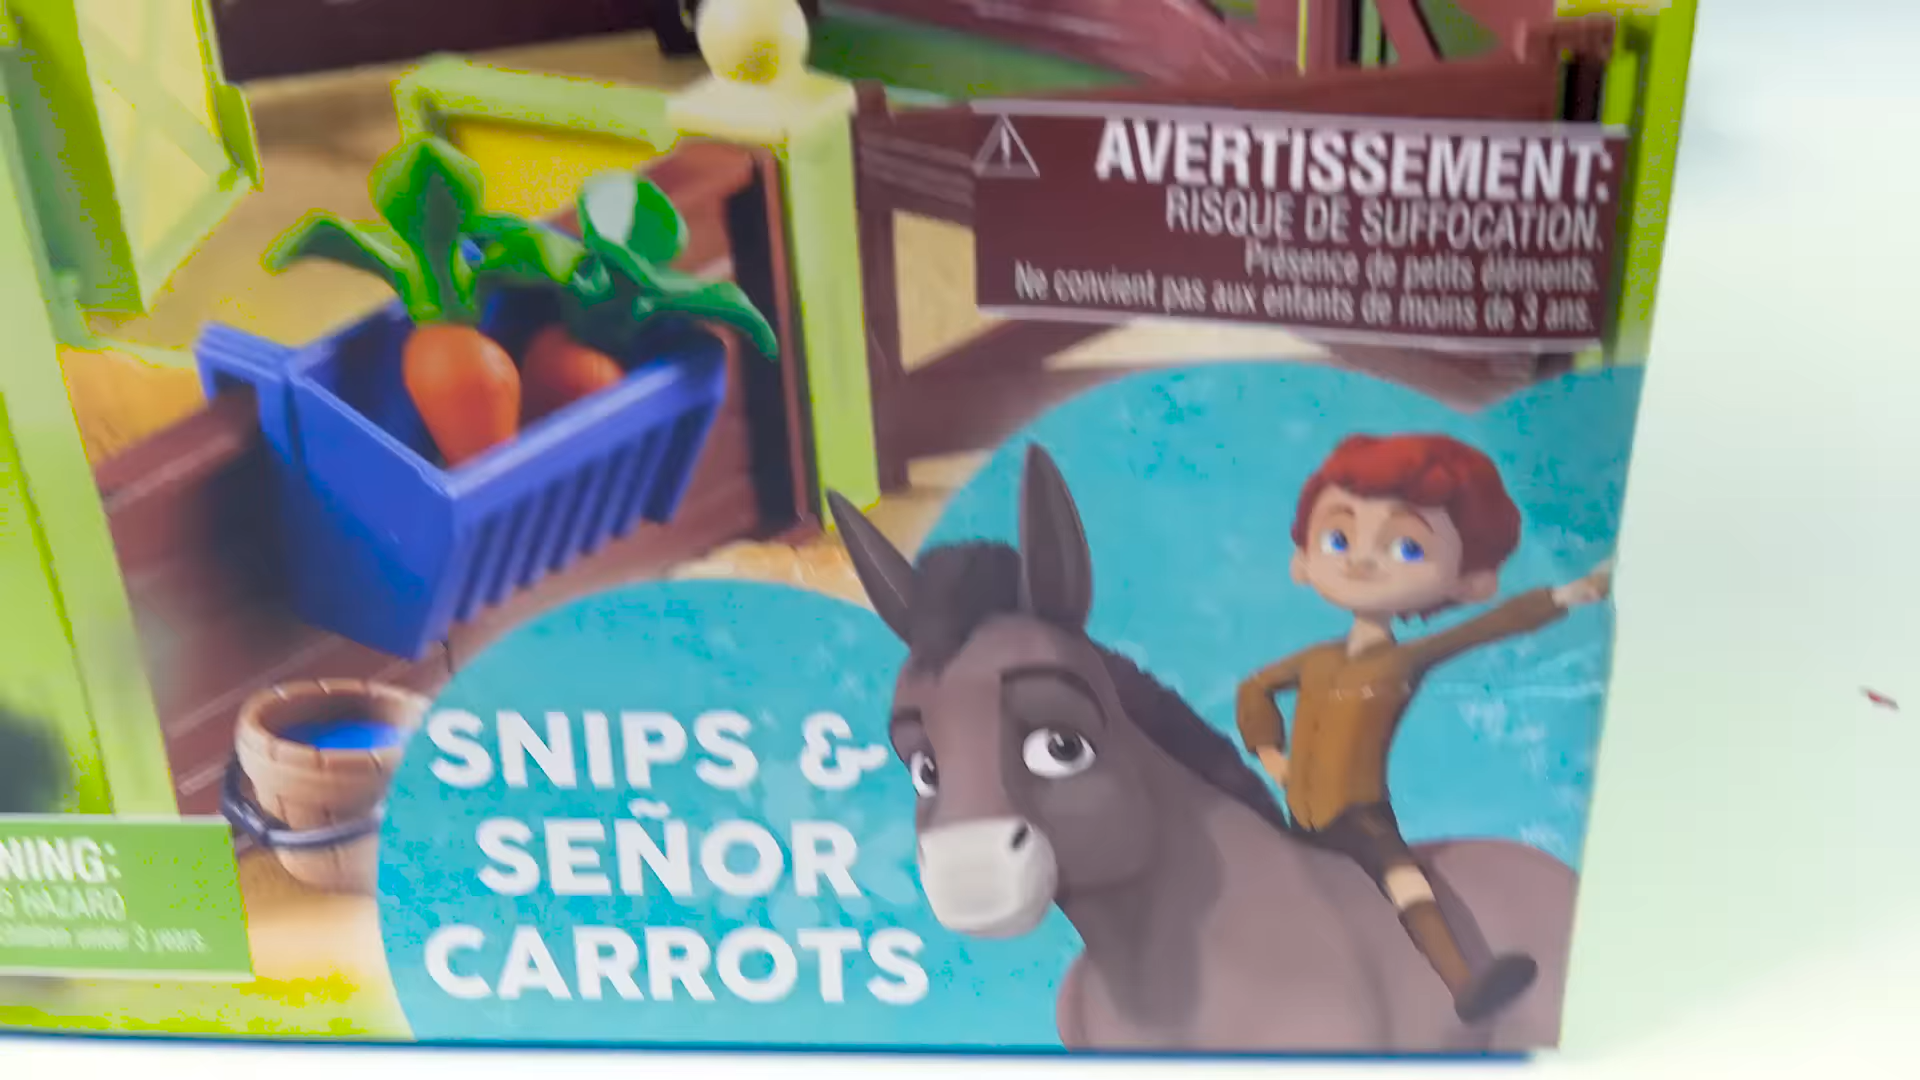 AVERTISSEMENT:
RISQUE DE SUFFOCATION.
Présence de petits éléments.
Ne convient pas aux enfants de moins de 3 ans.
SNIPS &
SEÑOR
CARROTS
NING:
G HAZARD
children under 3 years.